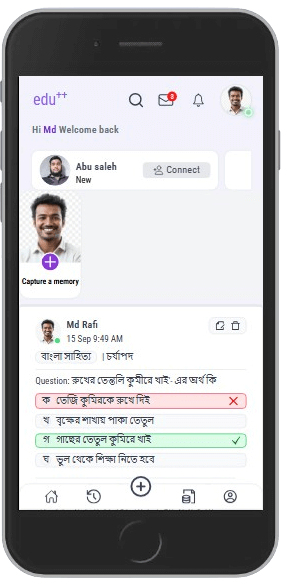 edu++
8
Hi Md Welcome back
Abu saleh
New
Connect
Capture a memory
Md Rafi
15 Sep 9:49 AM
বাংলা সাহিত্য | চর্যাপদ
Question: রুখের তেন্তলি কুমীরে খাই'- এর অর্থ কি
ক তেজি কুমিরকে রুখে দিই
খ বৃক্ষের শাখায় পাকা তেতুল
গ গাছের তেতুল কুমিরে খাই
ঘ ভুল থেকে শিক্ষা নিতে হবে